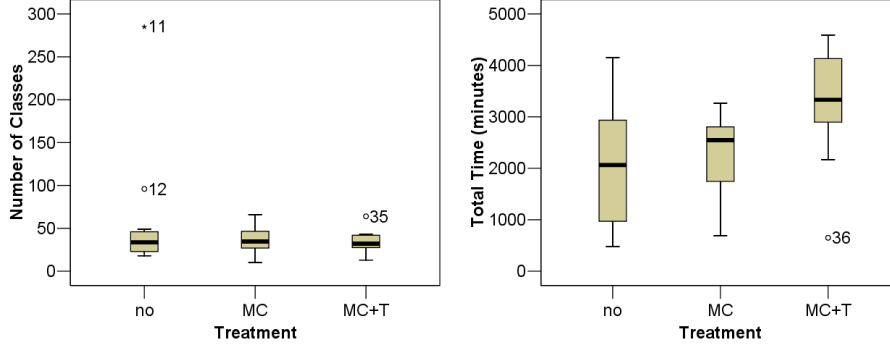 Number of Classes
300
250
200
150
100
50
0
*11
12
35
no MC MC+T
Treatment
Total Time (minutes)
5000
4000
3000
2000
1000
0
36
no MC MC+T
Treatment